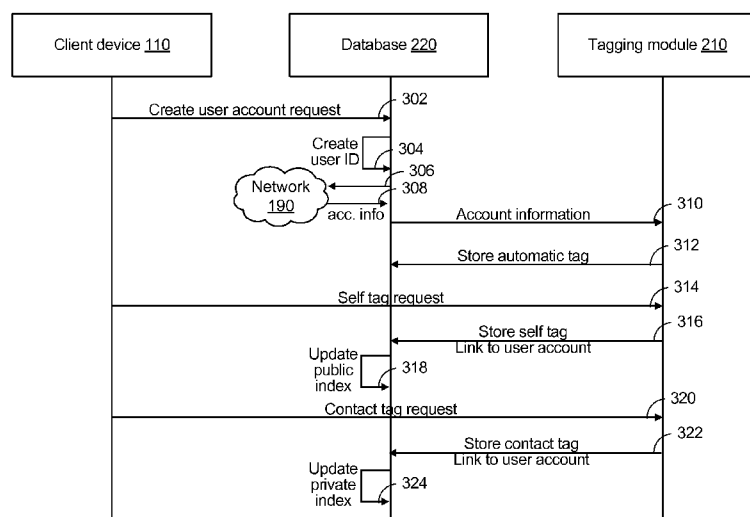 Client device 110
Database 220
Tagging module 210
Create user account request
302
Create
user ID
304
306
Network
190
308
acc. info
Account information
310
Store automatic tag
312
Self tag request
314
Store self tag
Link to user account
316
Update
public
index
318
Contact tag request
320
Store contact tag
Link to user account
322
Update
private
index
324